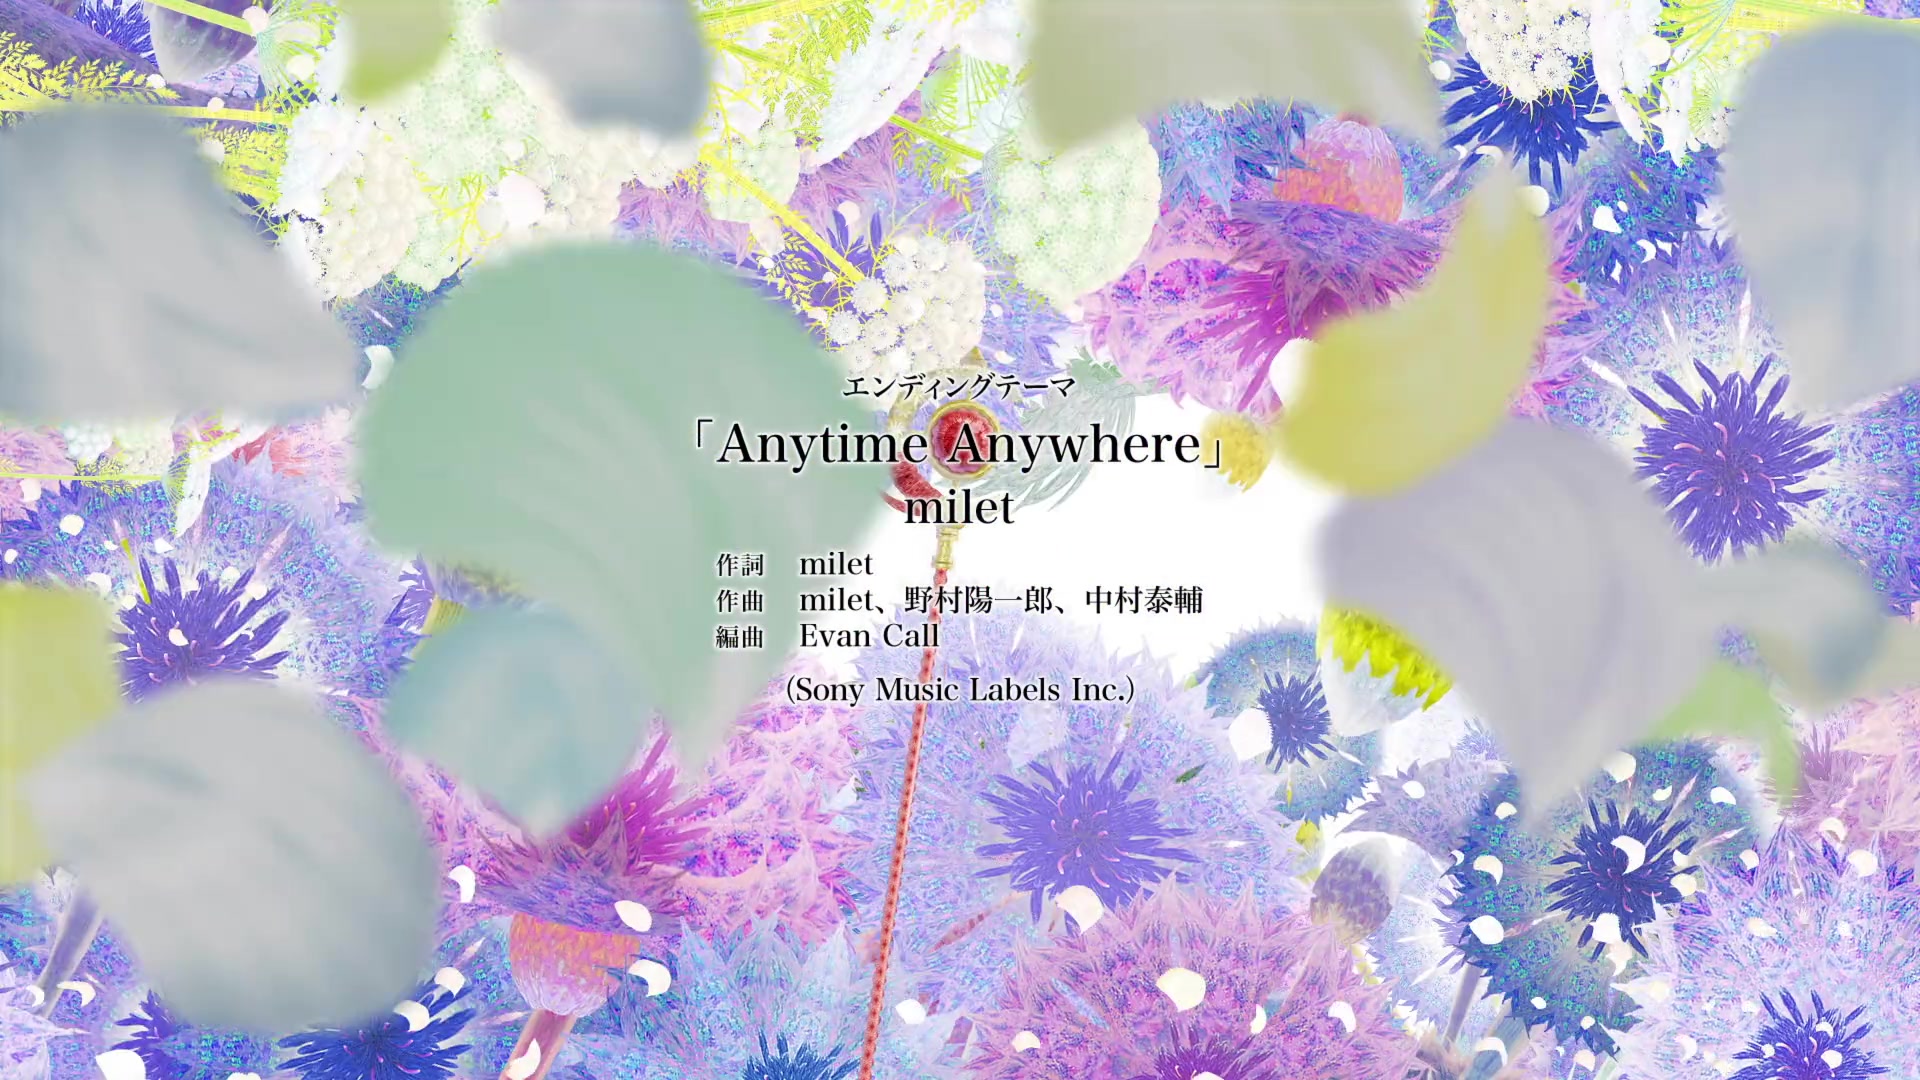 エンディングテーマ
「Anytime Anywhere」
milet
作詞 milet
作曲 milet、野村陽一郎、中村泰輔
編曲 Evan Call
(Sony Music Labels Inc.)